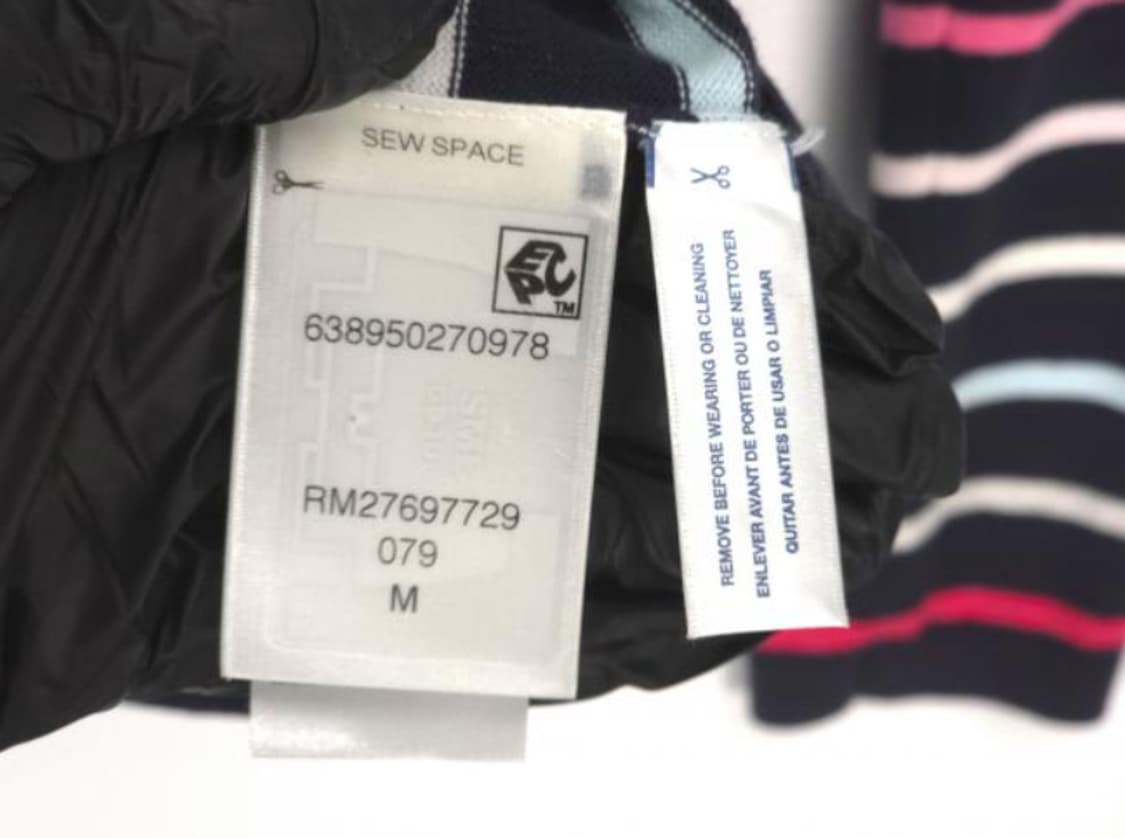 SEW SPACE
EPC
TM
638950270978
RM27697729
079
M
REMOVE BEFORE WEARING OR CLEANING
ENLEVER AVANT DE PORTER OU DE NETTOYER
QUITAR ANTES DE USAR O LIMPIAR